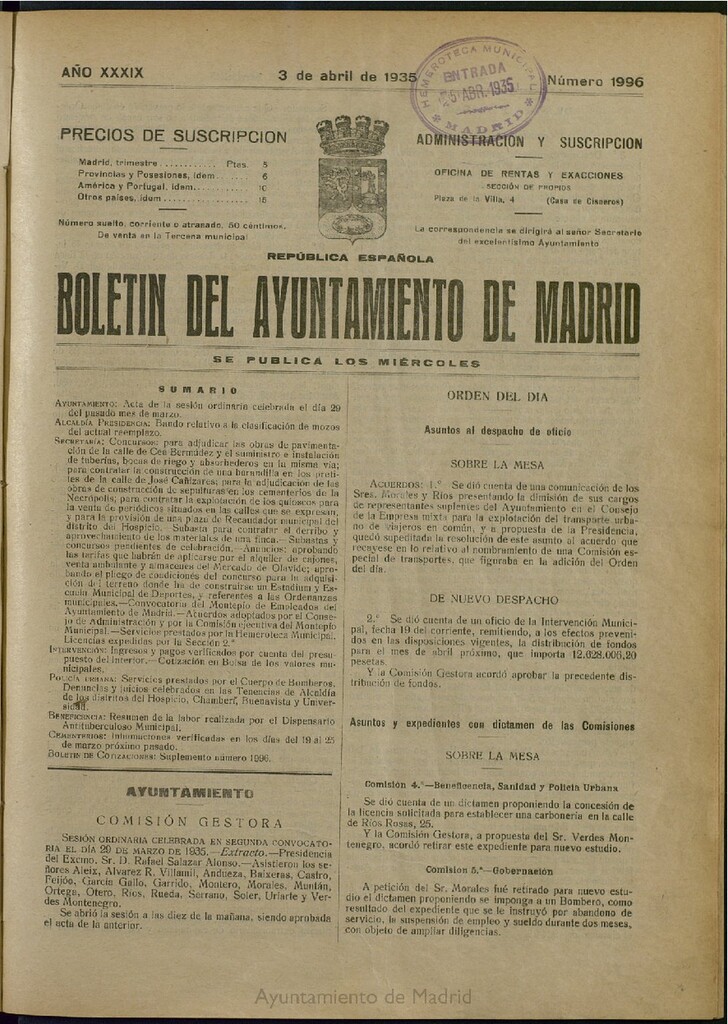 AÑO XXXIX
3 de abril de 1935
Número 1996
HEMEROTECA MUNICIPAL
ENTRADA
5 ABR. 1935
MADRID
PRECIOS DE SUSCRIPCION
Madrid, trimestre ........... Ptas. 5
Provincias y Posesiones, ídem ..... 6
América y Portugal, ídem ........... 10
Otros países, ídem ................. 15
Número suelto, corriente o atrasado, 50 céntimos.
De venta en la Tercena municipal
ADMINISTRACIÓN Y SUSCRIPCIÓN
OFICINA DE RENTAS Y EXACCIONES
SECCIÓN DE PROPIOS
Plaza de la Villa, 4 (Casa de Cisneros)
La correspondencia se dirigirá al señor Secretario
del excelentísimo Ayuntamiento
REPÚBLICA ESPAÑOLA
BOLETIN DEL AYUNTAMIENTO DE MADRID
SE PUBLICA LOS MIÉRCOLES
SUMARIO
AYUNTAMIENTO: Acta de la sesión ordinaria celebrada el día 29
del pasado mes de marzo.
ALCALDÍA PRESIDENCIA: Bando relativo a la clasificación de mozos
del actual reemplazo.
SECRETARÍA: Concursos: para adjudicar las obras de pavimenta-
ción de la calle de Cea Bermúdez y el suministro e instalación
de tuberías, bocas de riego y absorbederos en la misma vía;
para contratar la construcción de una barandilla en los preti-
les de la calle de José Cañizares; para la adjudicación de las
obras de construcción de sepulturas en los cementerios de la
Necrópolis; para contratar la explotación de los quioscos para
la venta de periódicos situados en las calles que se expresan,
y para la provisión de una plaza de Recaudador municipal del
distrito del Hospicio.—Subasta para contratar el derribo y
aprovechamiento de los materiales de una finca.—Subastas y
concursos pendientes de celebración.—Anuncios: aprobando
las tarifas que habrán de aplicarse por el alquiler de cajones,
venta ambulante y almacenes del Mercado de Olavide; apro-
bando el pliego de condiciones del concurso para la adquisi-
ción del terreno donde ha de construirse un Estadium y Es-
cuela Municipal de Deportes, y referentes a las Ordenanzas
municipales.—Convocatoria del Montepío de Empleados del
Ayuntamiento de Madrid.—Acuerdos adoptados por el Conse-
jo de Administración y por la Comisión ejecutiva del Montepío
Municipal.—Servicios prestados por la Hemeroteca Municipal.
Licencias expedidas por la Sección 2.ª
INTERVENCIÓN: Ingresos y pagos verificados por cuenta del presu-
puesto del Interior.—Cotización en Bolsa de los valores mu-
nicipales.
POLICÍA URBANA: Servicios prestados por el Cuerpo de Bomberos.
Denuncias y juicios celebrados en las Tenencias de Alcaldía
de los distritos del Hospicio, Chamberí, Buenavista y Univer-
sidad.
BENEFICENCIA: Resumen de la labor realizada por el Dispensario
Antituberculoso Municipal.
CEMENTERIOS: Inhumaciones verificadas en los días del 19 al 25
de marzo próximo pasado.
BOLETÍN DE COTIZACIONES: Suplemento número 1996.
AYUNTAMIENTO
COMISIÓN GESTORA
SESIÓN ORDINARIA CELEBRADA EN SEGUNDA CONVOCATO-
RIA EL DÍA 29 DE MARZO DE 1935.—Extracto.—Presidencia
del Excmo. Sr. D. Rafael Salazar Alonso.—Asistieron los se-
ñores Aleix, Alvarez R. Villamil, Andueza, Baixeras, Castro,
Feijóo, García Gallo, Garrido, Montero, Morales, Muntán,
Ortega, Otero, Ríos, Rueda, Serrano, Soler, Uriarte y Ver-
des Montenegro.
Se abrió la sesión a las diez de la mañana, siendo aprobada
el acta de la anterior.
ORDEN DEL DIA
Asuntos al despacho de oficio
SOBRE LA MESA
ACUERDOS: 1.º Se dió cuenta de una comunicación de los
Sres. Morales y Ríos presentando la dimisión de sus cargos
de representantes suplentes del Ayuntamiento en el Consejo
de la Empresa mixta para la explotación del transporte urba-
no de viajeros en común, y a propuesta de la Presidencia,
quedó supeditada la resolución de este asunto al acuerdo que
recayese en lo relativo al nombramiento de una Comisión es-
pecial de transportes, que figuraba en la adición del Orden
del día.
DE NUEVO DESPACHO
2.º Se dió cuenta de un oficio de la Intervención Munici-
pal, fecha 19 del corriente, remitiendo, a los efectos preveni-
dos en las disposiciones vigentes, la distribución de fondos
para el mes de abril próximo, que importa 12.628.006,20
pesetas.
Y la Comisión Gestora acordó aprobar la precedente dis-
tribución de fondos.
Asuntos y expedientes con dictamen de las Comisiones
SOBRE LA MESA
Comisión 4.ª—Beneficencia, Sanidad y Policía Urbana
Se dió cuenta de un dictamen proponiendo la concesión de
la licencia solicitada para establecer una carbonería en la calle
de Ríos Rosas, 25.
Y la Comisión Gestora, a propuesta del Sr. Verdes Mon-
tenegro, acordó retirar este expediente para nuevo estudio.
Comisión 5.ª—Gobernación
A petición del Sr. Morales fué retirado para nuevo estu-
dio el dictamen proponiendo se imponga a un Bombero, como
resultado del expediente que se le instruyó por abandono de
servicio, la suspensión de empleo y sueldo durante dos meses,
con objeto de ampliar diligencias.
Ayuntamiento de Madrid